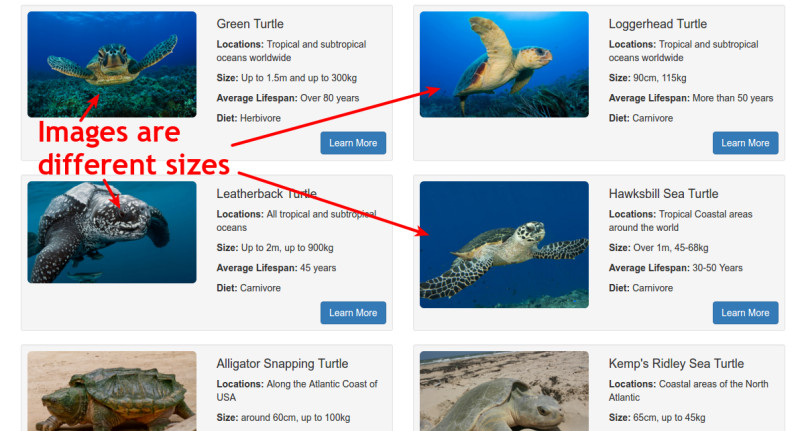 Green Turtle
Locations: Tropical and subtropical
oceans worldwide
Size: Up to 1.5m and up to 300kg
Average Lifespan: Over 80 years
Diet: Herbivore
Learn More
Loggerhead Turtle
Locations: Tropical and subtropical
oceans worldwide
Size: 90cm, 115kg
Average Lifespan: More than 50 years
Diet: Carnivore
Learn More
Images are
different sizes
Leatherback Turtle
Locations: All tropical and subtropical
oceans
Size: Up to 2m, up to 900kg
Average Lifespan: 45 years
Diet: Carnivore
Learn More
Hawksbill Sea Turtle
Locations: Tropical Coastal areas
around the world
Size: Over 1m, 45-68kg
Average Lifespan: 30-50 Years
Diet: Carnivore
Learn More
Alligator Snapping Turtle
Locations: Along the Atlantic Coast of
USA
Size: around 60cm, up to 100kg
Kemp's Ridley Sea Turtle
Locations: Coastal areas of the North
Atlantic
Size: 65cm, up to 45kg